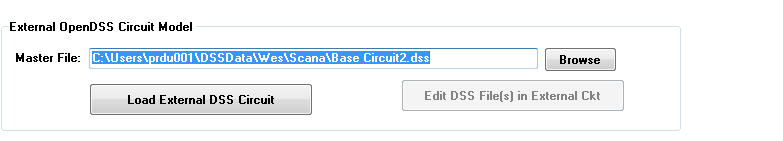 External OpenDSS Circuit Model
Master File: C:\Users\prdu001\DSSData\Wes\Scana\Base Circuit2.dss Browse
Load External DSS Circuit Edit DSS File(s) in External Ckt